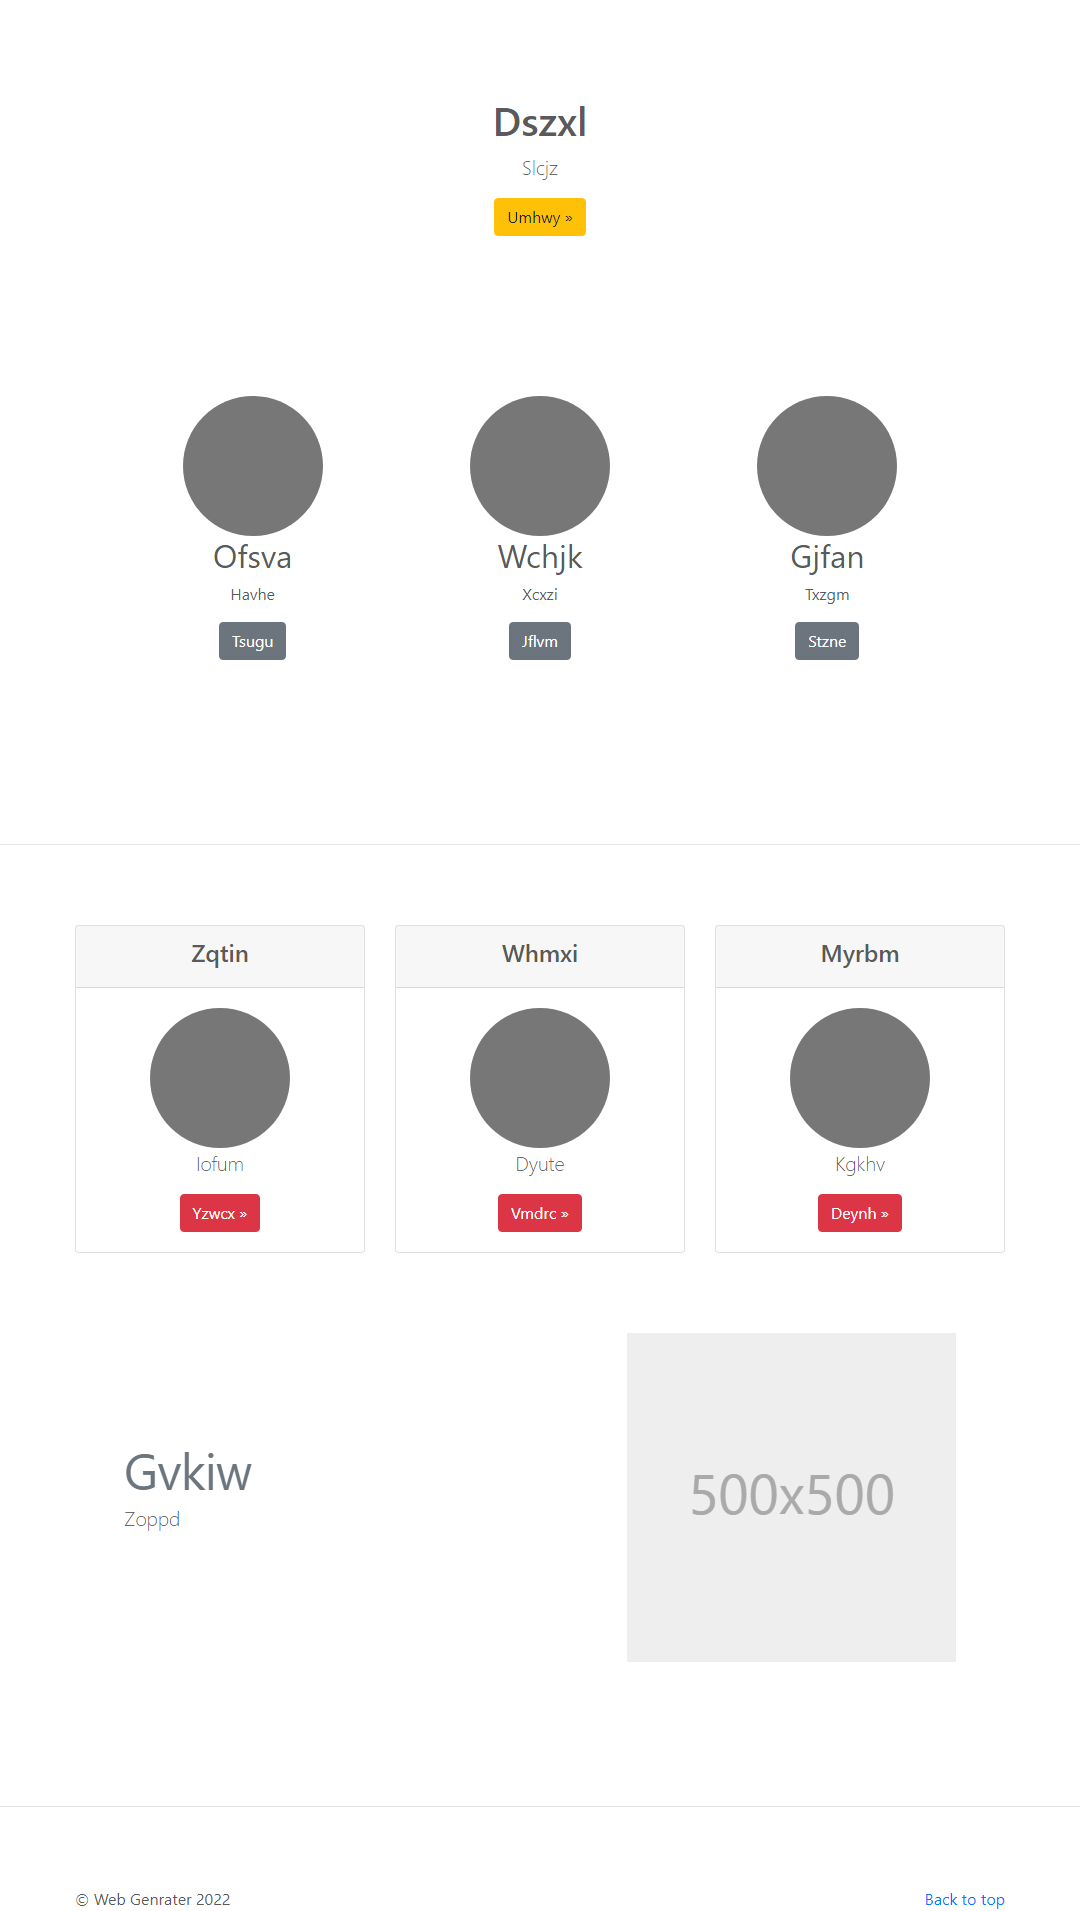 Dszxl
Slcjz
Umhwy »
Ofsva
Havhe
Tsugu
Wchjk
Xcxzi
Jflvm
Gjfan
Txzgm
Stzne
Zqtin
Iofum
Yzwcx »
Whmxi
Dyute
Vmdrc »
Myrbm
Kgkhv
Deynh »
Gvkiw
Zoppd
500x500
© Web Genrater 2022
Back to top